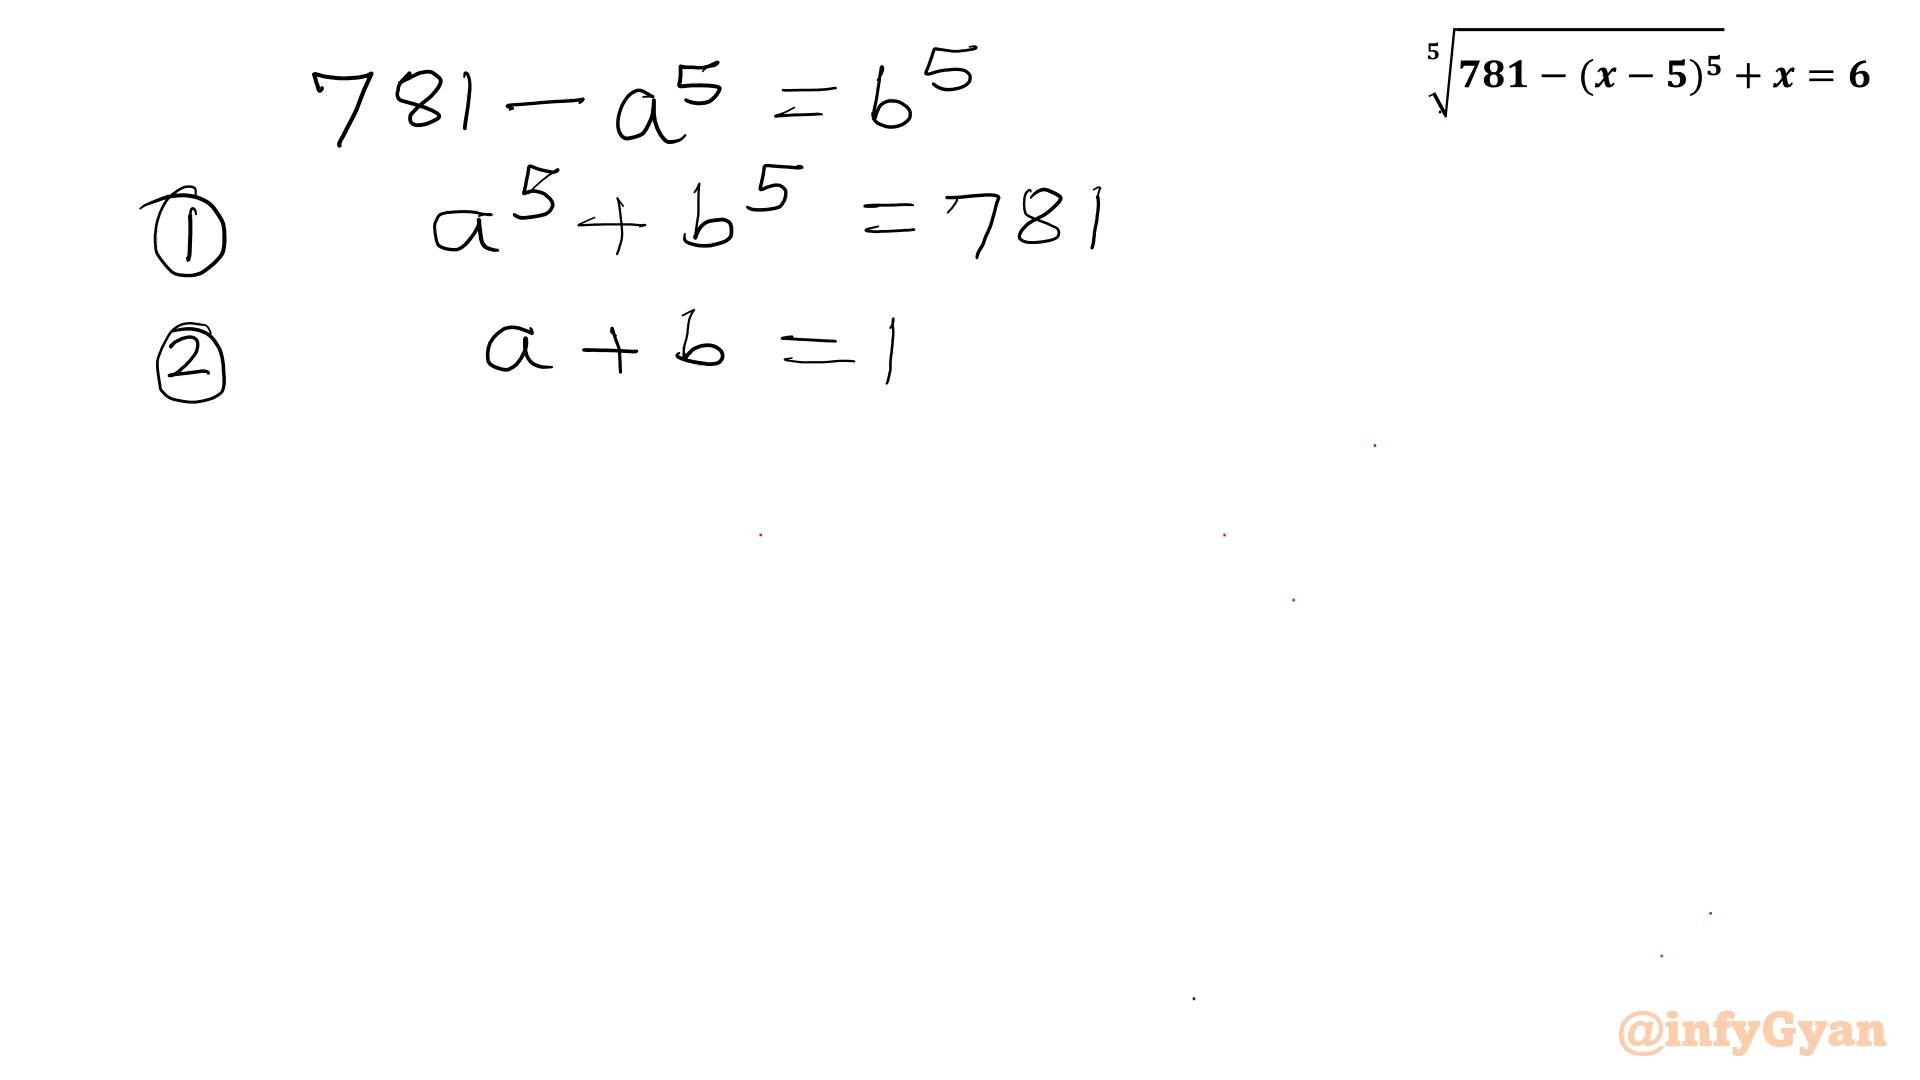 781 − a⁵ = b⁵
⁵√781 − (x − 5)⁵ + x = 6
① a⁵ + b⁵ = 781
② a + b = 1
@infyGyan